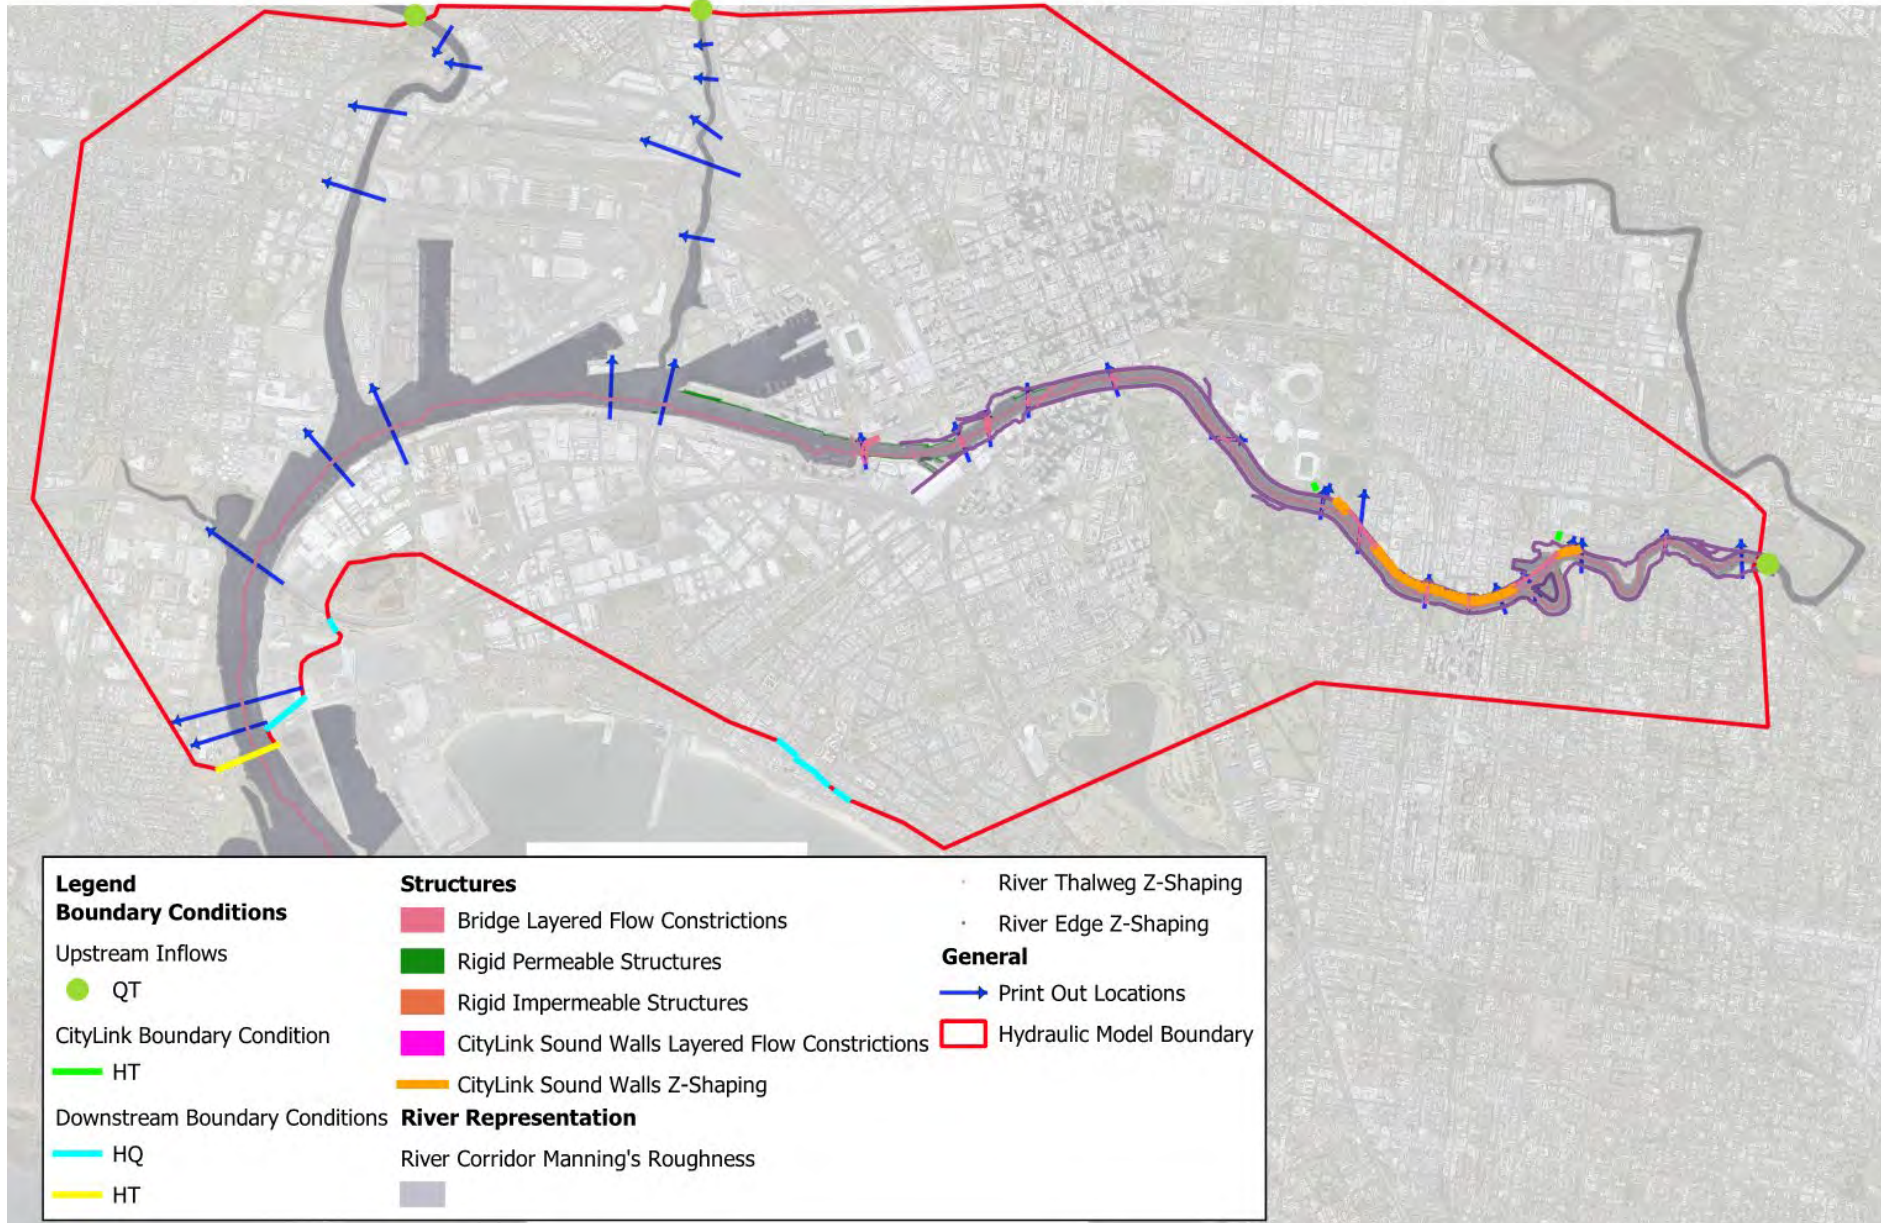 Legend
Boundary Conditions
Upstream Inflows
QT
CityLink Boundary Condition
HT
Downstream Boundary Conditions
HQ
HT
Structures
Bridge Layered Flow Constrictions
Rigid Permeable Structures
Rigid Impermeable Structures
CityLink Sound Walls Layered Flow Constrictions
CityLink Sound Walls Z-Shaping
River Representation
River Corridor Manning's Roughness
River Thalweg Z-Shaping
River Edge Z-Shaping
General
Print Out Locations
Hydraulic Model Boundary